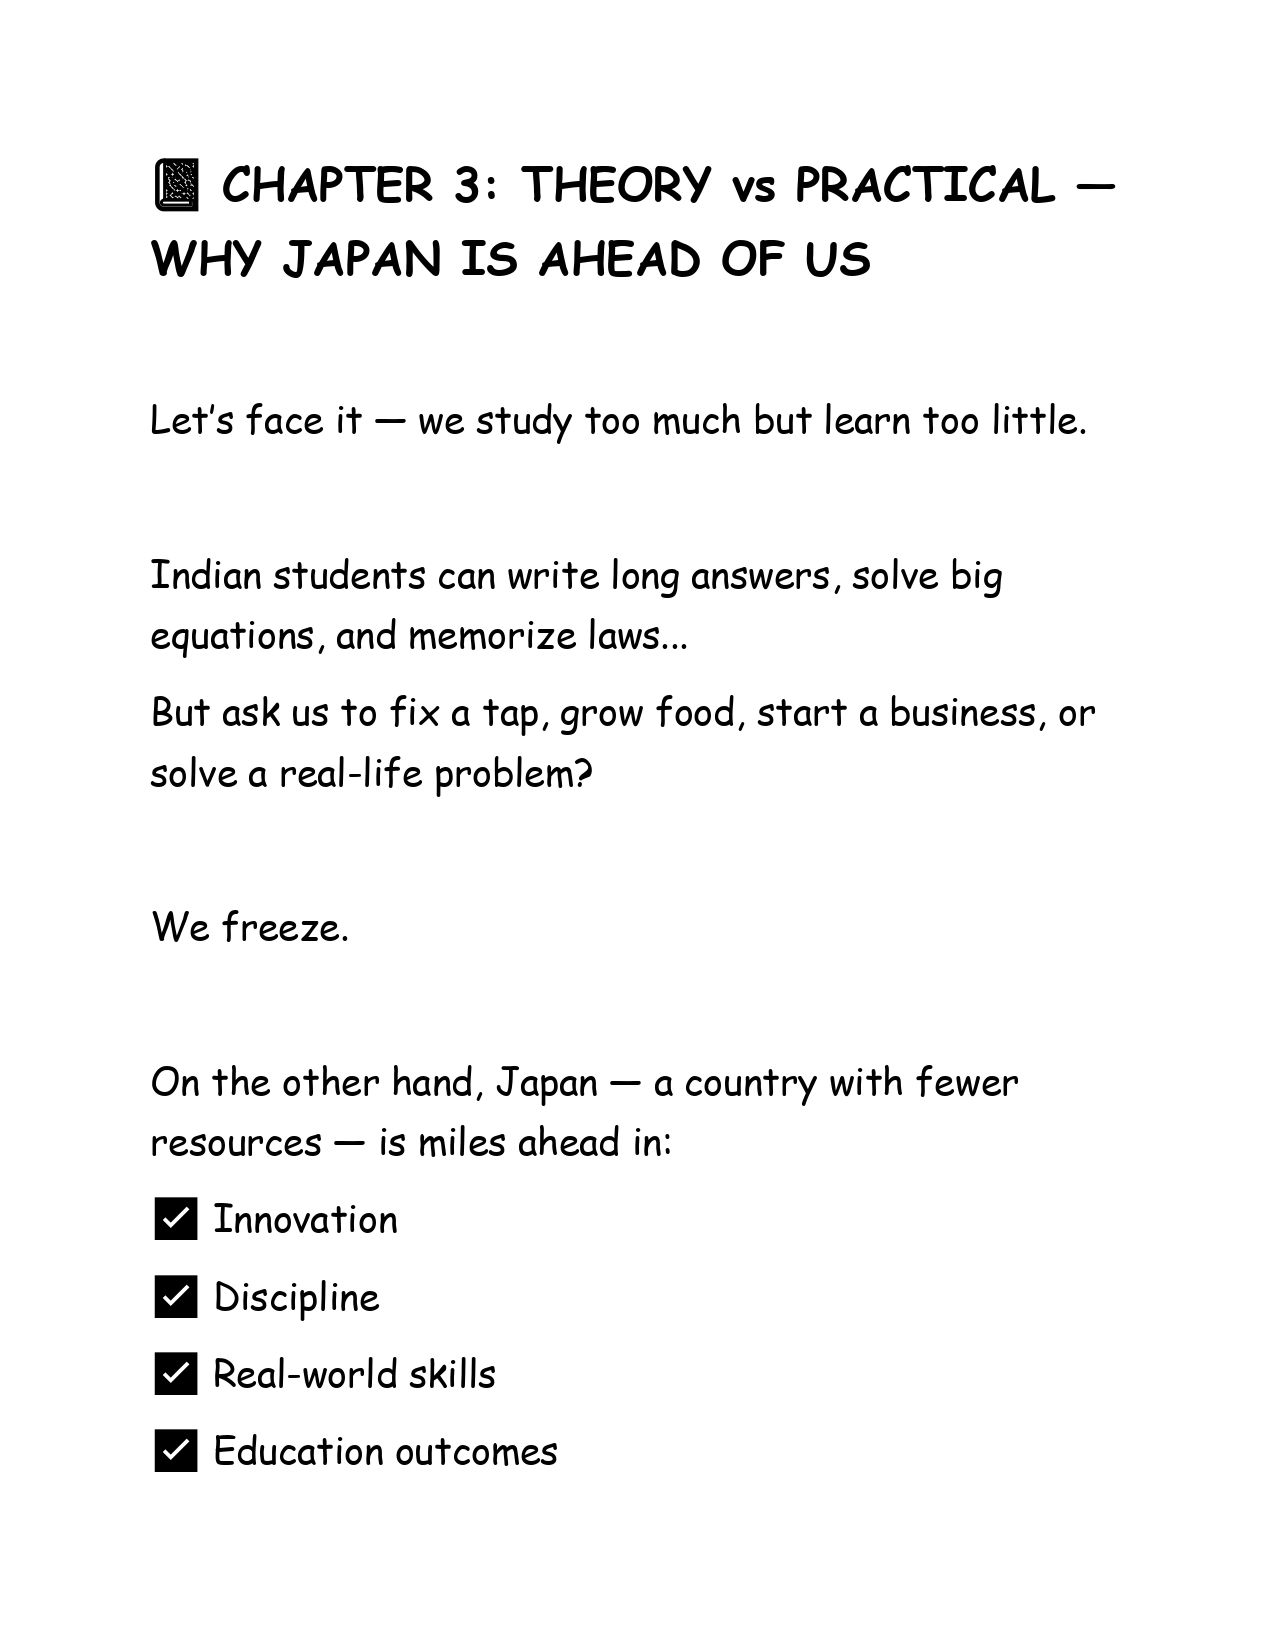 📓 CHAPTER 3: THEORY vs PRACTICAL —
WHY JAPAN IS AHEAD OF US
Let’s face it — we study too much but learn too little.
Indian students can write long answers, solve big
equations, and memorize laws...
But ask us to fix a tap, grow food, start a business, or
solve a real-life problem?
We freeze.
On the other hand, Japan — a country with fewer
resources — is miles ahead in:
✅ Innovation
✅ Discipline
✅ Real-world skills
✅ Education outcomes